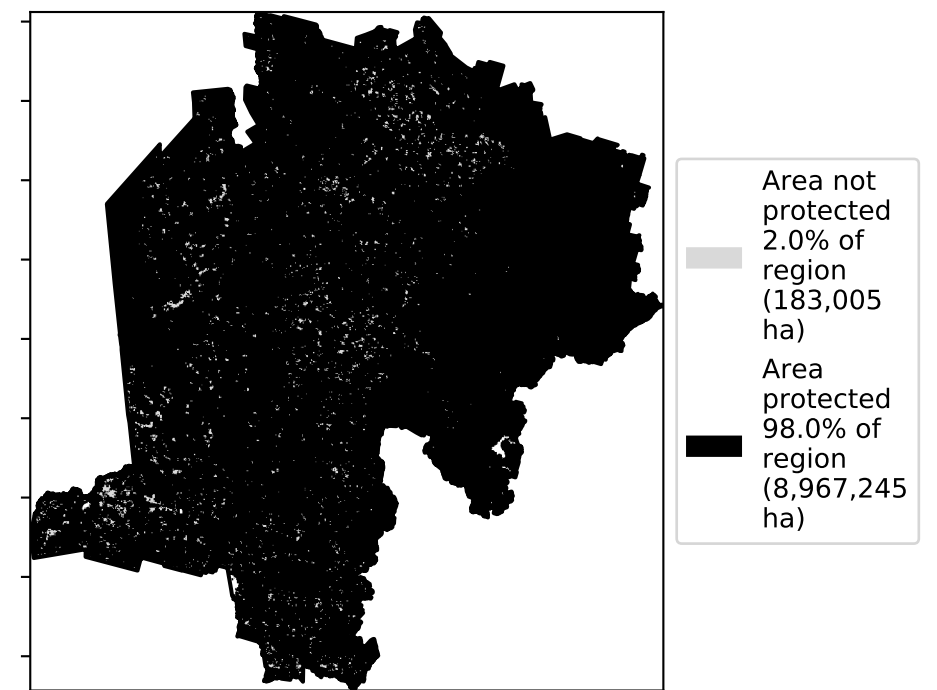 Area not
protected
2.0% of
region
(183,005
ha)
Area
protected
98.0% of
region
(8,967,245
ha)